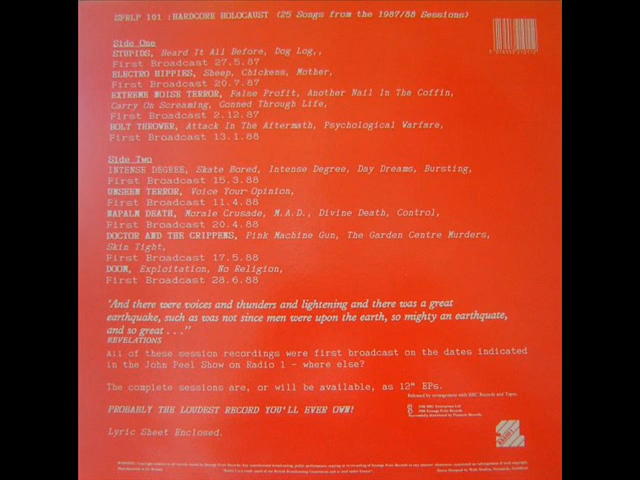 SFRLP 101 :HARDCORE HOLOCAUST (25 Songs from the 1987/88 Sessions)
Side One
STUPIDS, Heard It All Before, Dog Log,,
First Broadcast 27.5.87
ELECTRO HIPPIES, Sheep, Chickens, Mother,
First Broadcast 20.7.87
EXTREME NOISE TERROR, False Profit, Another Nail In Tha Coffin,
Carry On Screaming, Conned Through Life,
First Broadcast 2.12.87
BOLT THROWER, Attack In The Aftermath, Psychological Warfare,
First Broadcast 13.1.88
Side Two
INTENSE DEGREE, Skate Bored, Intense Degree, Day Dreams, Bursting,
First Broadcast 15.3.88
UNSEEN TERROR, Voice Your Opinion,
First Broadcast 11.4.88
NAPALM DEATH, Morale Crusade, M.A.D., Divine Death, Control,
First Broadcast 20.4.88
DOCTOR AND THE CRIPPENS, Pink Machine Gun, The Garden Centre Murders,
Skin Tight,
First Broadcast 17.5.88
DOOM, Exploitation, No Religion,
First Broadcast 28.6.88
'And there were voices and thunders and lightening and there was a great
earthquake, such as was not since men were upon the earth, so mighty an earthquate,
and so great . . ."
REVELATIONS
All of these session recordings were first broadcast on the dates indicated
in the John Peel Show on Radio 1 - where else?
The complete sessions are, or will be available, as 12" EPs.
Released by arrangement with BBC Records and Tapes.
PROBABLY THE LOUDEST RECORD YOU'LL EVER OWN!
Lyric Sheet Enclosed.